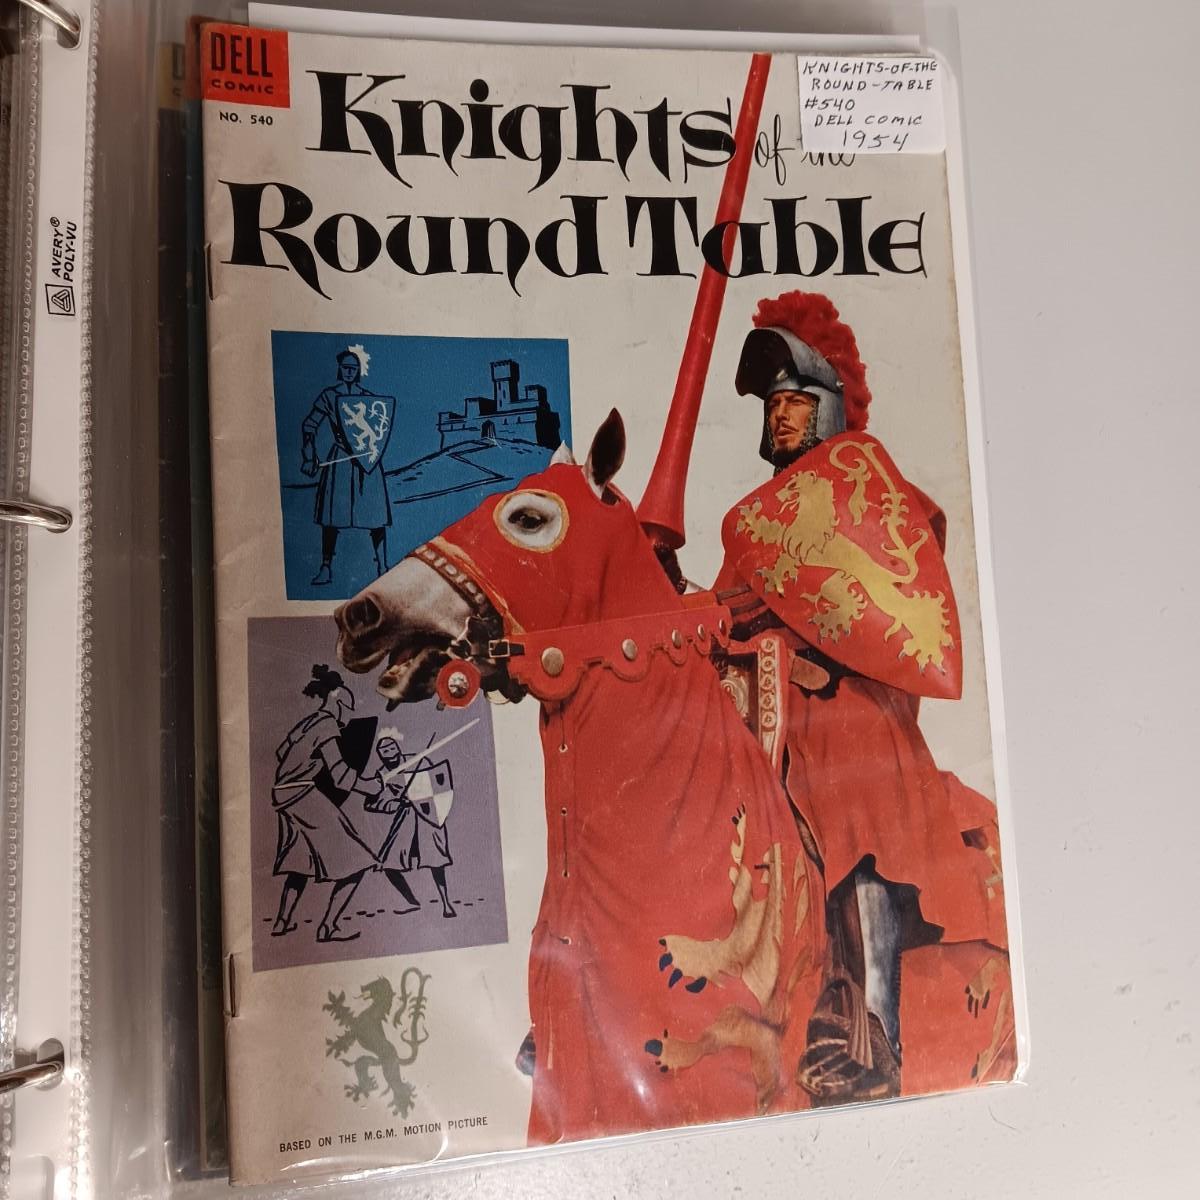 DELL
COMIC
NO. 540
Knights of the
Round Table
KNIGHTS-OF-THE
ROUND-TABLE
#540
DELL COMIC
1954
AVERY®
POLY-VU
D
C
BASED ON THE M.G.M. MOTION PICTURE